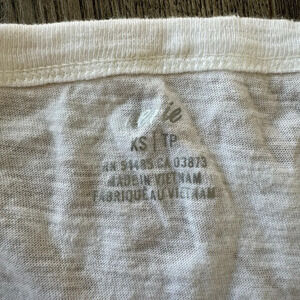 XS | TP
RN 54485 CA 03873
MADE IN VIETNAM
FABRIQUÉ AU VIETNAM